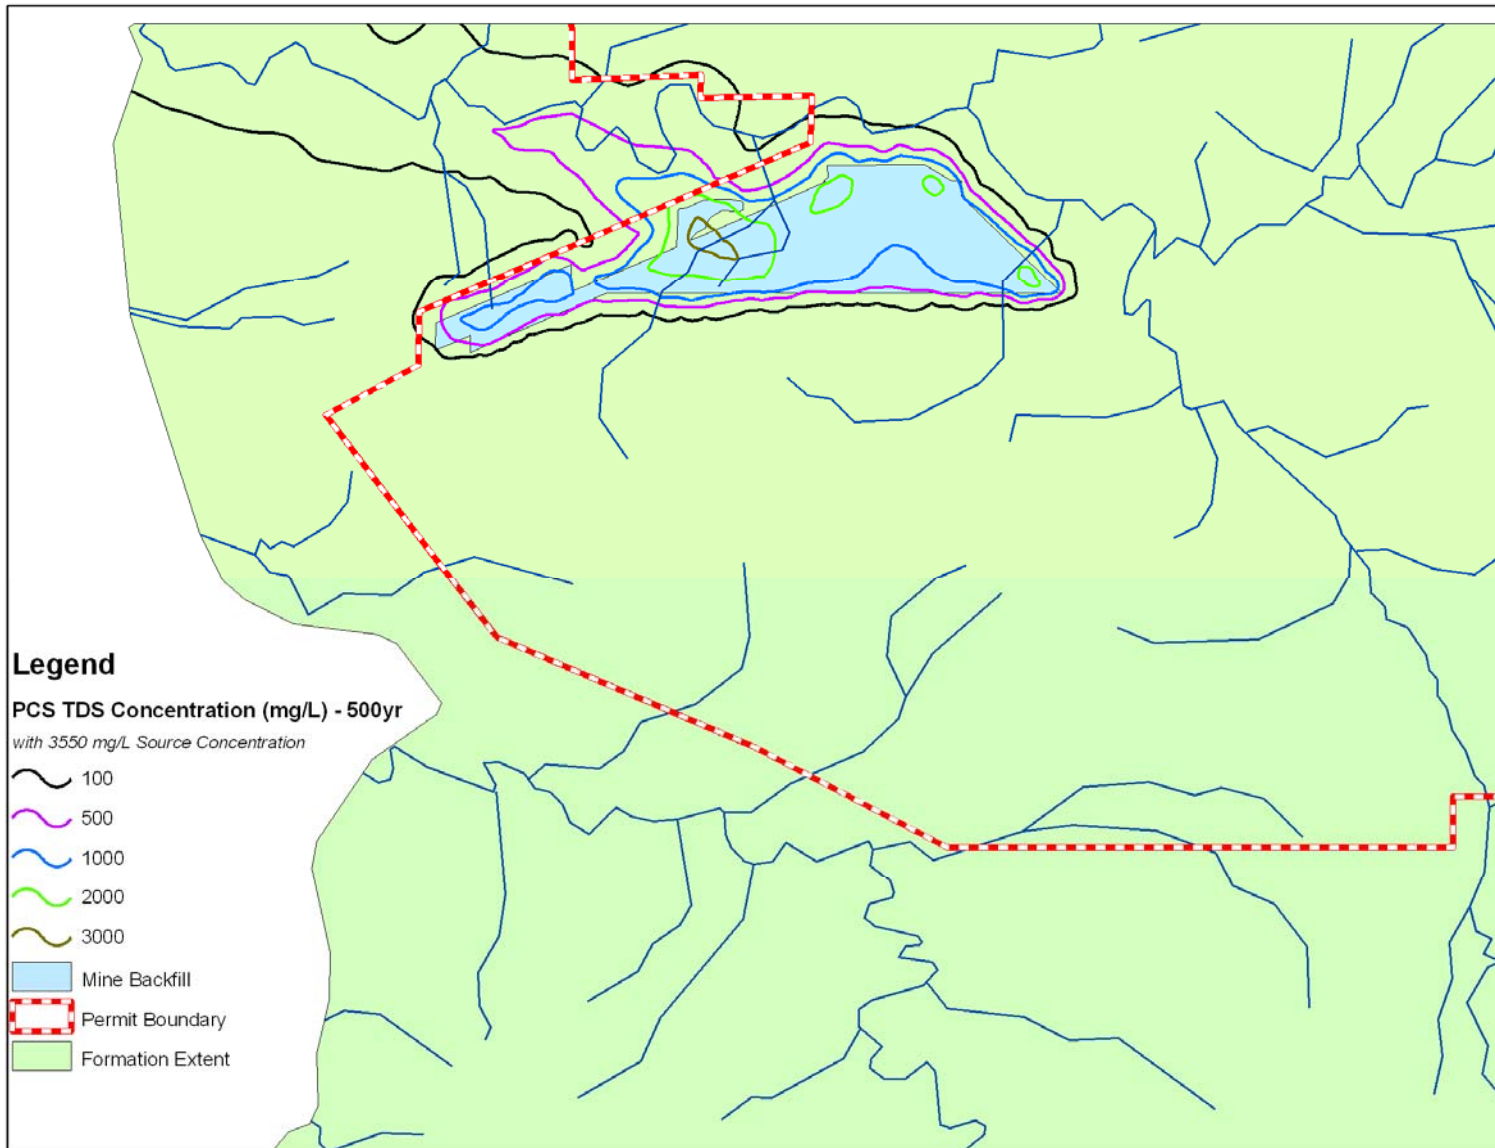 Legend
PCS TDS Concentration (mg/L) - 500yr
with 3550 mg/L Source Concentration
100
500
1000
2000
3000
Mine Backfill
Permit Boundary
Formation Extent